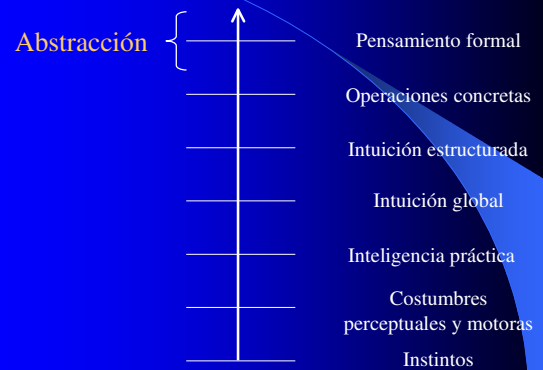 Abstracción
Pensamiento formal
Operaciones concretas
Intuición estructurada
Intuición global
Inteligencia práctica
Costumbres
perceptuales y motoras
Instintos